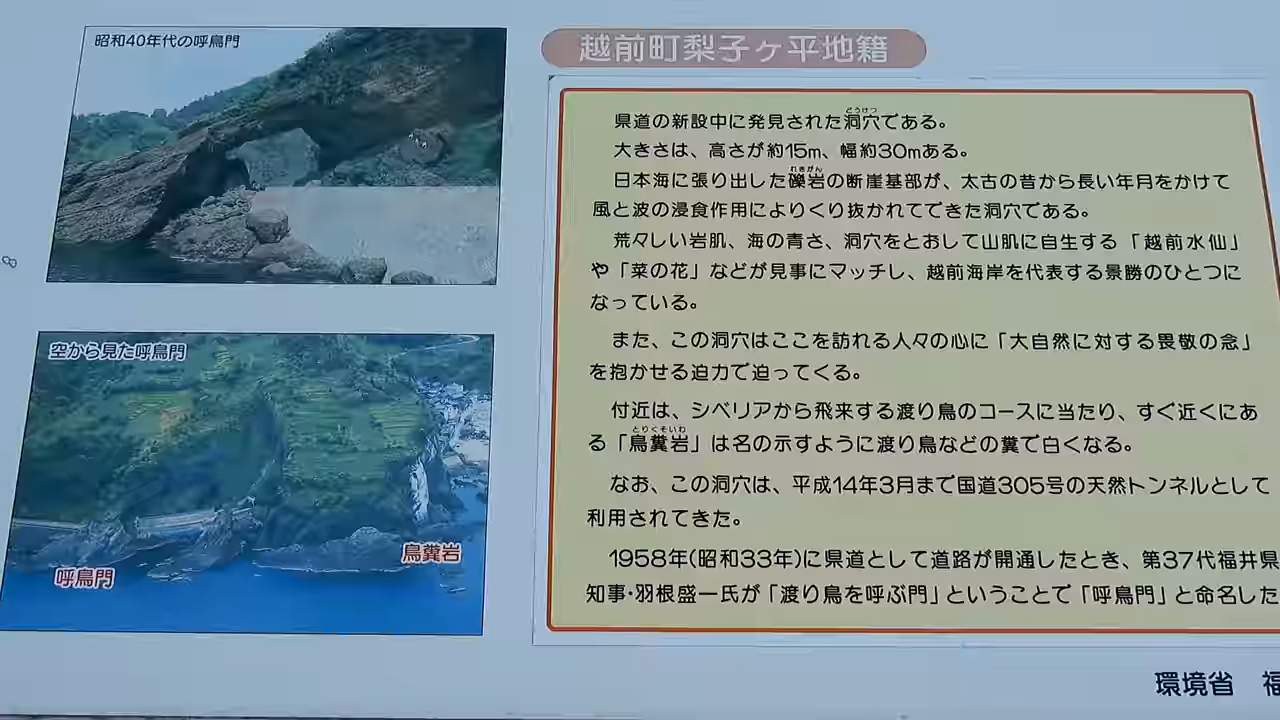 昭和40年代の呼鳥門
空から見た呼鳥門
呼鳥門
鳥糞岩
越前町梨子ヶ平地籍
どうけつ
県道の新設中に発見された洞穴である。
大きさは、高さが約15m、幅約30mある。
れきがん
日本海に張り出した礫岩の断崖基部が、太古の昔から長い年月をかけて
風と波の浸食作用によりくり抜かれてできた洞穴である。
荒々しい岩肌、海の青さ、洞穴をとおして山肌に自生する「越前水仙」
や「菜の花」などが見事にマッチし、越前海岸を代表する景勝のひとつに
なっている。
また、この洞穴はここを訪れる人々の心に「大自然に対する畏敬の念」
を抱かせる迫力で迫ってくる。
付近は、シベリアから飛来する渡り鳥のコースに当たり、すぐ近くにあ
とりくそいわ
る「鳥糞岩」は名の示すように渡り鳥などの糞で白くなる。
なお、この洞穴は、平成14年3月まで国道305号の天然トンネルとして
利用されてきた。
1958年(昭和33年)に県道として道路が開通したとき、第37代福井県
知事・羽根盛一氏が「渡り鳥を呼ぶ門」ということで「呼鳥門」と命名した
環境省 福